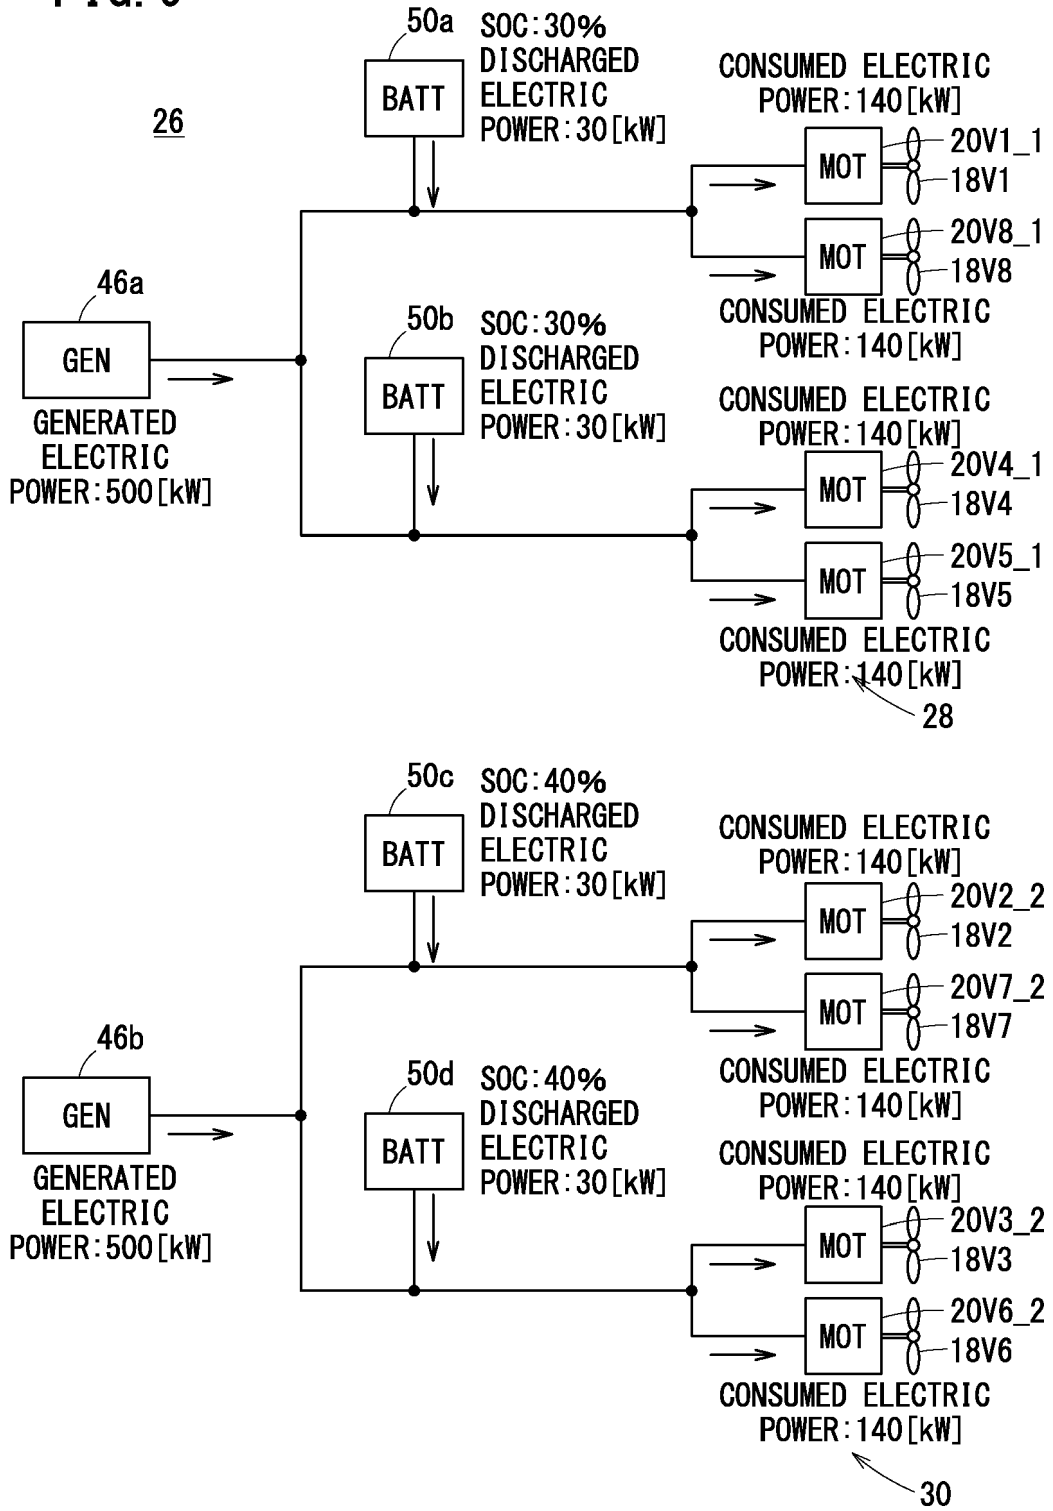 26
50a
SOC:30%
DISCHARGED
ELECTRIC
POWER:30[kW]
BATT
CONSUMED ELECTRIC
POWER:140[kW]
MOT
20V1_1
18V1
MOT
20V8_1
18V8
CONSUMED ELECTRIC
POWER:140[kW]
46a
GEN
GENERATED
ELECTRIC
POWER:500[kW]
50b
SOC:30%
DISCHARGED
ELECTRIC
POWER:30[kW]
BATT
CONSUMED ELECTRIC
POWER:140[kW]
MOT
20V4_1
18V4
MOT
20V5_1
18V5
CONSUMED ELECTRIC
POWER:140[kW]
28
50c
SOC:40%
DISCHARGED
ELECTRIC
POWER:30[kW]
BATT
CONSUMED ELECTRIC
POWER:140[kW]
MOT
20V2_2
18V2
MOT
20V7_2
18V7
CONSUMED ELECTRIC
POWER:140[kW]
46b
GEN
GENERATED
ELECTRIC
POWER:500[kW]
50d
SOC:40%
DISCHARGED
ELECTRIC
POWER:30[kW]
BATT
CONSUMED ELECTRIC
POWER:140[kW]
MOT
20V3_2
18V3
MOT
20V6_2
18V6
CONSUMED ELECTRIC
POWER:140[kW]
30